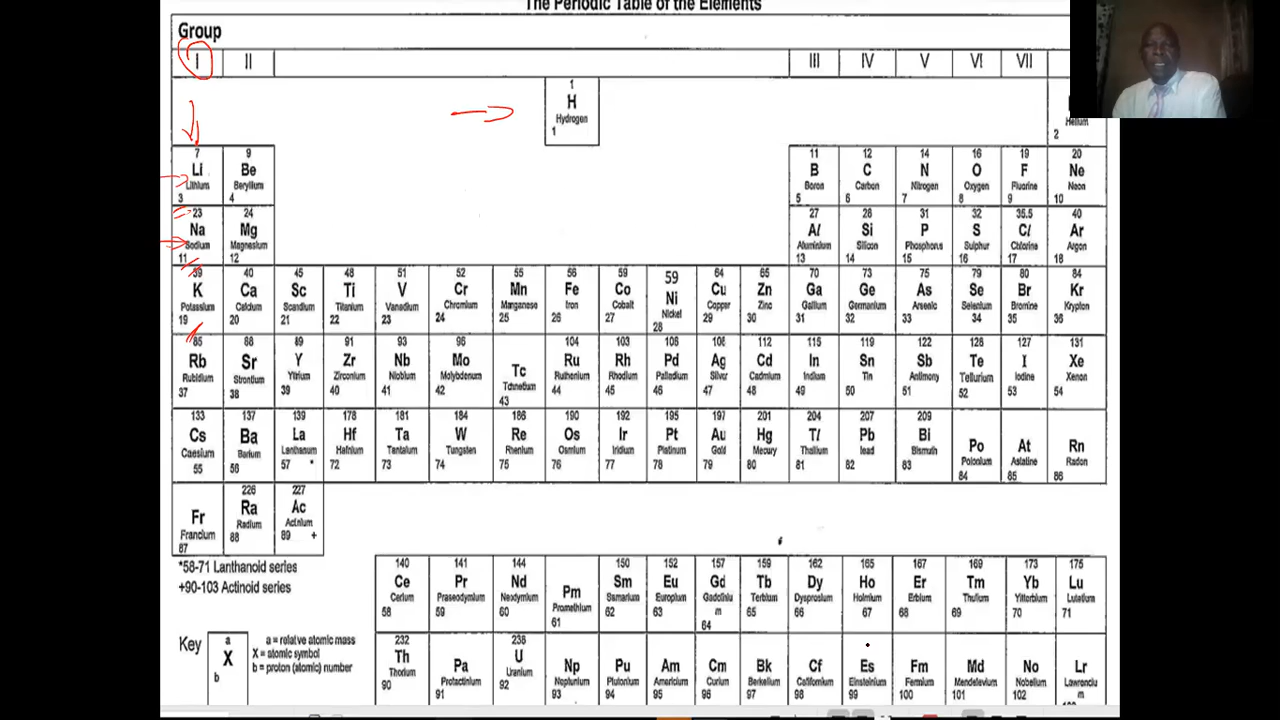 The Periodic Table of the Elements
Group
I II III IV V VI VII
1
H
Hydrogen
1
Helium
2
7 9 11 12 14 16 19 20
Li Be B C N O F Ne
Lithium Beryllium Boron Carbon Nitrogen Oxygen Fluorine Neon
3 4 5 6 7 8 9 10
23 24 27 28 31 32 35.5 40
Na Mg Al Si P S Cl Ar
Sodium Magnesium Aluminium Silicon Phosphorus Sulphur Chlorine Argon
11 12 13 14 15 16 17 18
39 40 45 48 51 52 55 56 59 59 64 65 70 73 75 79 80 84
K Ca Sc Ti V Cr Mn Fe Co Ni Cu Zn Ga Ge As Se Br Kr
Potassium Calcium Scandium Titanium Vanadium Chromium Manganese Iron Cobalt Nickel Copper Zinc Gallium Germanium Arsenic Selenium Bromine Krypton
19 20 21 22 23 24 25 26 27 28 29 30 31 32 33 34 35 36
85 88 89 91 93 96 104 103 106 108 112 115 119 122 128 127 131
Rb Sr Y Zr Nb Mo Tc Ru Rh Pd Ag Cd In Sn Sb Te I Xe
Rubidium Strontium Yttrium Zirconium Niobium Molybdenum Ruthenium Rhodium Palladium Silver Cadmium Indium Tin Antimony Tellurium Iodine Xenon
37 38 39 40 41 42 43 44 45 46 47 48 49 50 51 52 53 54
133 137 139 178 181 184 186 190 192 195 197 201 204 207 209
Cs Ba La Hf Ta W Re Os Ir Pt Au Hg Tl Pb Bi Po At Rn
Caesium Barium Lanthanum Hafnium Tantalum Tungsten Rhenium Osmium Iridium Platinum Gold Mecury Thallium lead Bismuth Polonium Astatine Radon
55 56 57 * 72 73 74 75 76 77 78 79 80 81 82 83 84 85 86
226 227
Fr Ra Ac
Francium Radium Actinium
87 88 89 +
*58-71 Lanthanoid series
+90-103 Actinoid series
140 141 144 150 152 157 159 162 165 167 169 173 175
Ce Pr Nd Pm Sm Eu Gd Tb Dy Ho Er Tm Yb Lu
Cerium Praseodymium Promethium Samarium Europium Gadolinium Terbium Dysprosium Holmium Erbium Thulium Ytterbium Lutetium
58 59 60 61 62 63 64 65 66 67 68 69 70 71
Key
a
X
b
a = relative atomic mass
X = atomic symbol
b = proton (atomic) number
232 238
Th Pa U Np Pu Am Cm Bk Cf Es Fm Md No Lr
Thorium Protactinium Uranium Neptunium Plutonium Americium Curium Berkelium Californium Einsteinium Fermium Mendelevium Nobelium Lawrencium
90 91 92 93 94 95 96 97 98 99 100 101 102